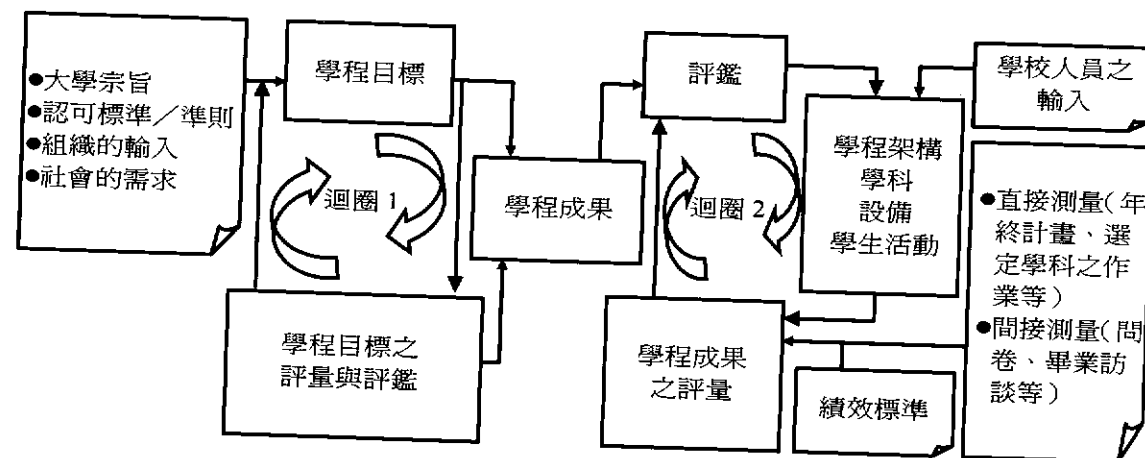 ●大學宗旨
●認可標準／準則
●組織的輸入
●社會的需求
學程目標
迴圈 1
學程目標之
評量與評鑑
學程成果
評鑑
迴圈 2
學程成果
之評量
學程架構
學科
設備
學生活動
學校人員之
輸入
●直接測量(年
終計畫、選
定學科之作
業等)
●間接測量(問
卷、畢業訪
談等)
績效標準